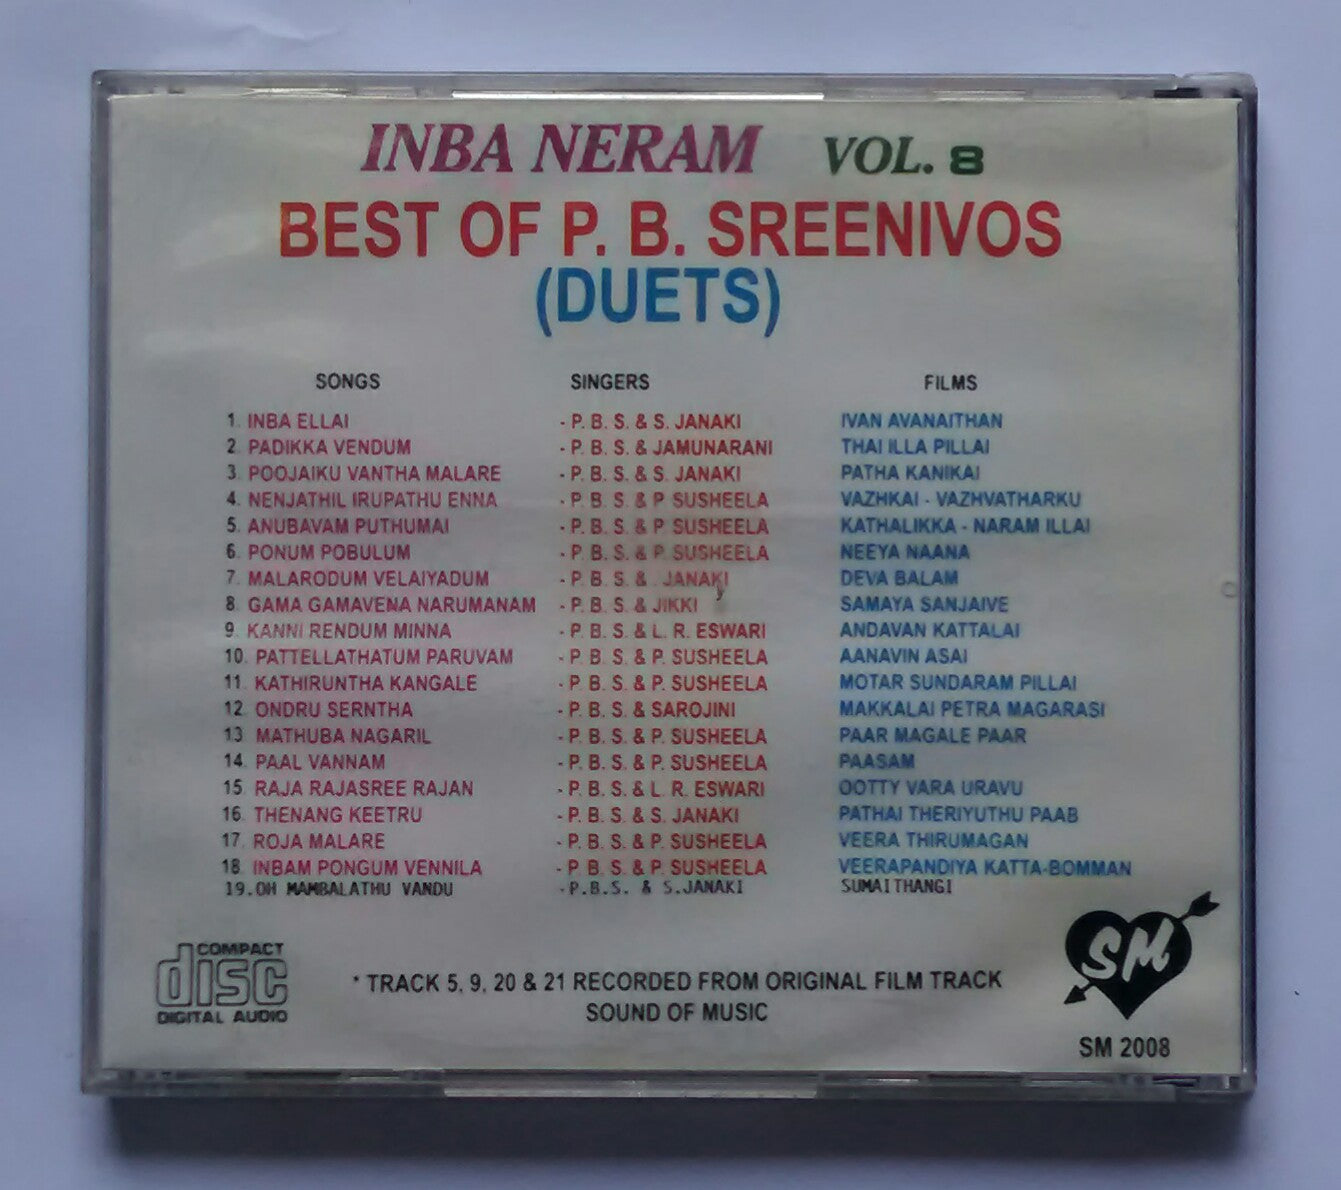 INBA NERAM VOL. 8
BEST OF P. B. SREENIVOS
(DUETS)
SONGS SINGERS FILMS
1. INBA ELLAI - P. B. S. & S. JANAKI IVAN AVANAITHAN
2. PADIKKA VENDUM - P. B. S. & JAMUNARANI THAI ILLA PILLAI
3. POOJAIKU VANTHA MALARE - P. B. S. & S. JANAKI PATHA KANIKAI
4. NENJATHIL IRUPATHU ENNA - P. B. S. & P. SUSHEELA VAZHKAI - VAZHVATHARKU
5. ANUBAVAM PUTHUMAI - P. B. S. & P. SUSHEELA KATHALIKKA - NARAM ILLAI
6. PONUM POBULUM - P. B. S. & P. SUSHEELA NEEYA NAANA
7. MALARODUM VELAIYADUM - P. B. S. & . JANAKI DEVA BALAM
8. GAMA GAMAVENA NARUMANAM - P. B. S. & JIKKI SAMAYA SANJAIVE
9. KANNI RENDUM MINNA - P. B. S. & L. R. ESWARI ANDAVAN KATTALAI
10. PATTELLATHATUM PARUVAM - P. B. S. & P. SUSHEELA AANAVIN ASAI
11. KATHIRUNTHA KANGALE - P. B. S. & P. SUSHEELA MOTAR SUNDARAM PILLAI
12. ONDRU SERNTHA - P. B. S. & SAROJINI MAKKALAI PETRA MAGARASI
13. MATHUBA NAGARIL - P. B. S. & P. SUSHEELA PAAR MAGALE PAAR
14. PAAL VANNAM - P. B. S. & P. SUSHEELA PAASAM
15. RAJA RAJASREE RAJAN - P. B. S. & L. R. ESWARI OOTTY VARA URAVU
16. THENANG KEETRU - P. B. S. & S. JANAKI PATHAI THERIYUTHU PAAB
17. ROJA MALARE - P. B. S. & P. SUSHEELA VEERA THIRUMAGAN
18. INBAM PONGUM VENNILA - P. B. S. & P. SUSHEELA VEERAPANDIYA KATTA-BOMMAN
19. OH MAMBALATHU VANDU - P.B.S. & S.JANAKI SUMAITHANGI
COMPACT
disc
DIGITAL AUDIO
* TRACK 5, 9, 20 & 21 RECORDED FROM ORIGINAL FILM TRACK
SOUND OF MUSIC
SM
SM 2008